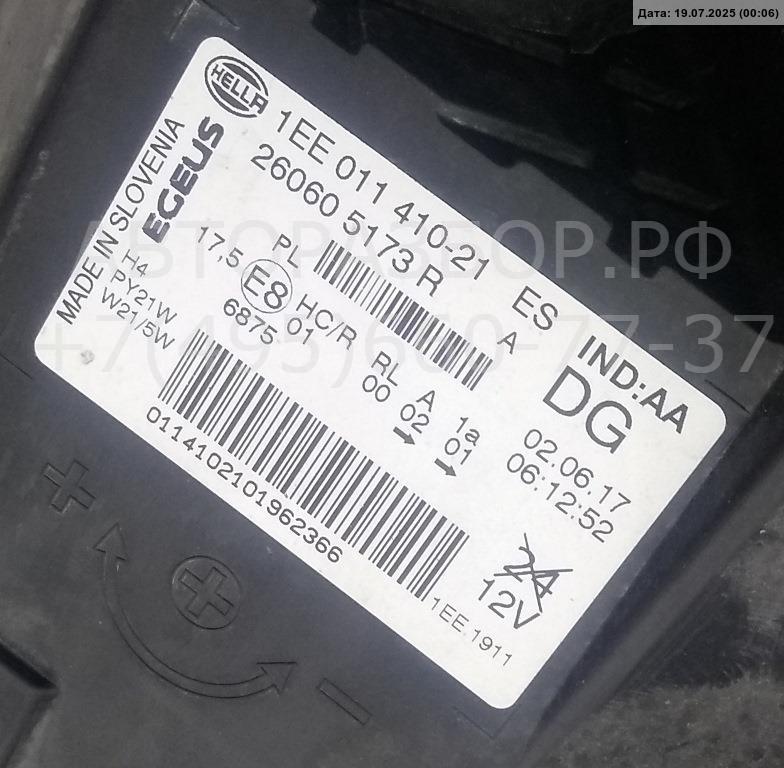 Дата: 19.07.2025 (00:06)
HELLA
1EE 011 410-21 ES IND:AA
26060 5173 R A DG
MADE IN SLOVENIA
EGEUS
PL
H4
PY21W
W21/5W
17,5 E8 HC/R RL A 1a
6875 01 00 02 01
02.06.17
06:12:52
0114102101962366
24
12V
1EE.1911
АВТОРАЗБОР.РФ
+7(495)660-77-37